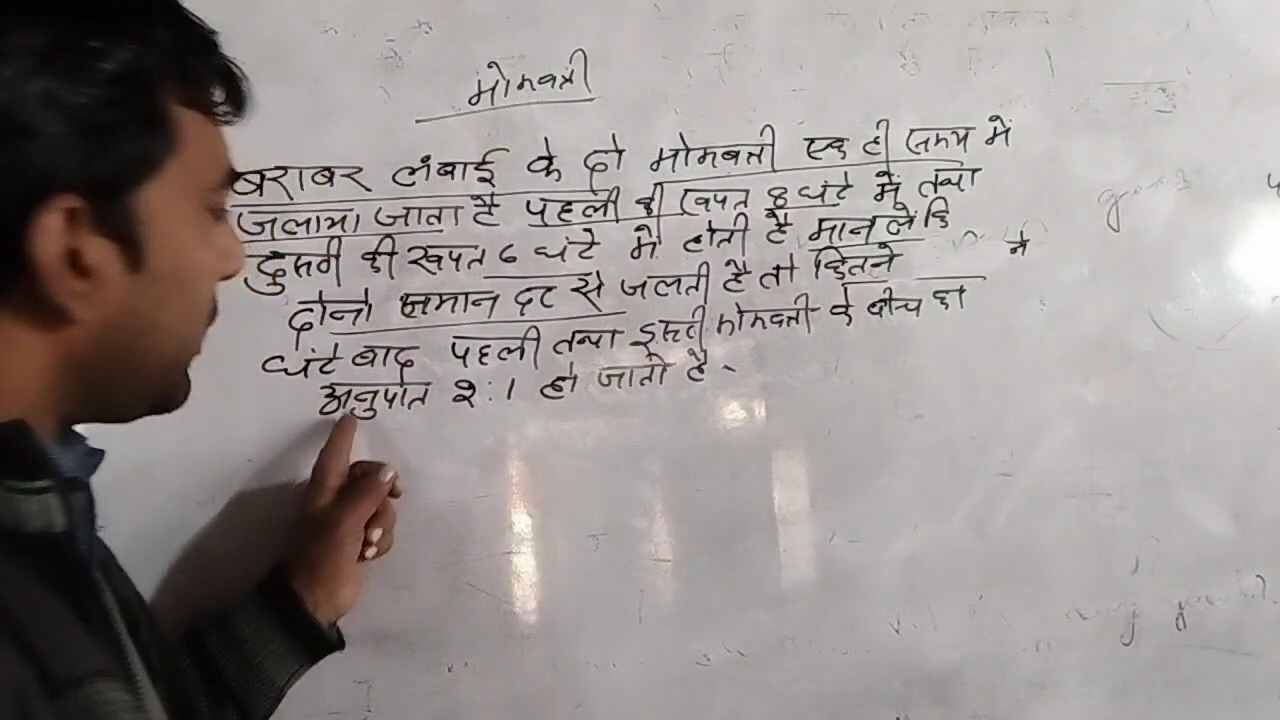 मोमबत्ती
बराबर लंबाई के दो मोमबत्ती एक ही समय में
जलाया जाता है पहली की खपत 8 घंटे में तथा
दुसरी की खपत 6 घंटे में होती है मान ले कि
दोनो समान दर से जलती है तो कितने
घंटे बाद पहली तथा दुसरी मोमबत्ती के बीच का
अनुपात २:1 हो जाती है